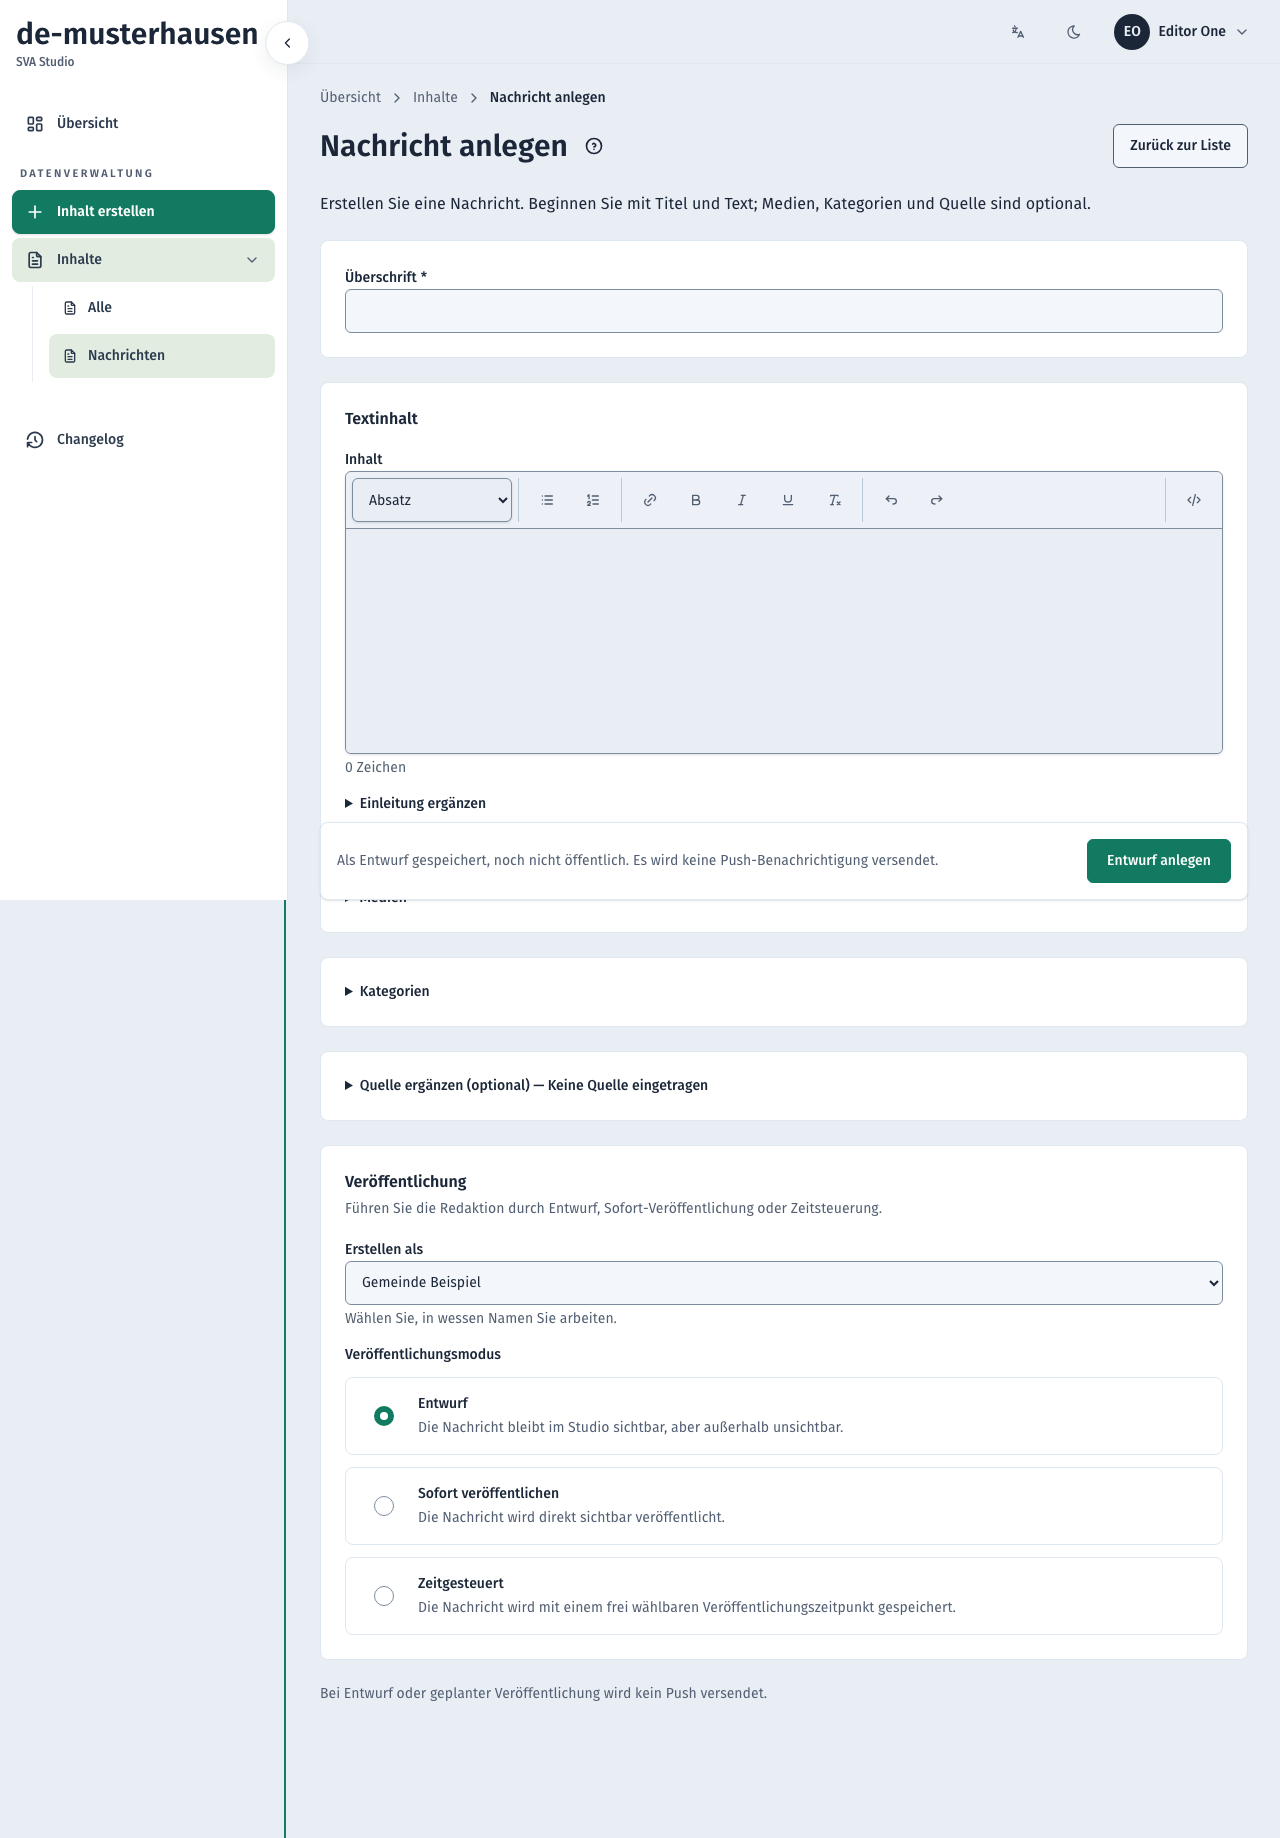 de-musterhausen
SVA Studio
Übersicht
DATENVERWALTUNG
Inhalt erstellen
Inhalte
Alle
Nachrichten
Changelog
EO Editor One
Übersicht > Inhalte > Nachricht anlegen
Nachricht anlegen
Zurück zur Liste
Erstellen Sie eine Nachricht. Beginnen Sie mit Titel und Text; Medien, Kategorien und Quelle sind optional.
Überschrift *
Textinhalt
Inhalt
Absatz
0 Zeichen
Einleitung ergänzen
Als Entwurf gespeichert, noch nicht öffentlich. Es wird keine Push-Benachrichtigung versendet.
Entwurf anlegen
Medien
Kategorien
Quelle ergänzen (optional) — Keine Quelle eingetragen
Veröffentlichung
Führen Sie die Redaktion durch Entwurf, Sofort-Veröffentlichung oder Zeitsteuerung.
Erstellen als
Gemeinde Beispiel
Wählen Sie, in wessen Namen Sie arbeiten.
Veröffentlichungsmodus
Entwurf
Die Nachricht bleibt im Studio sichtbar, aber außerhalb unsichtbar.
Sofort veröffentlichen
Die Nachricht wird direkt sichtbar veröffentlicht.
Zeitgesteuert
Die Nachricht wird mit einem frei wählbaren Veröffentlichungszeitpunkt gespeichert.
Bei Entwurf oder geplanter Veröffentlichung wird kein Push versendet.